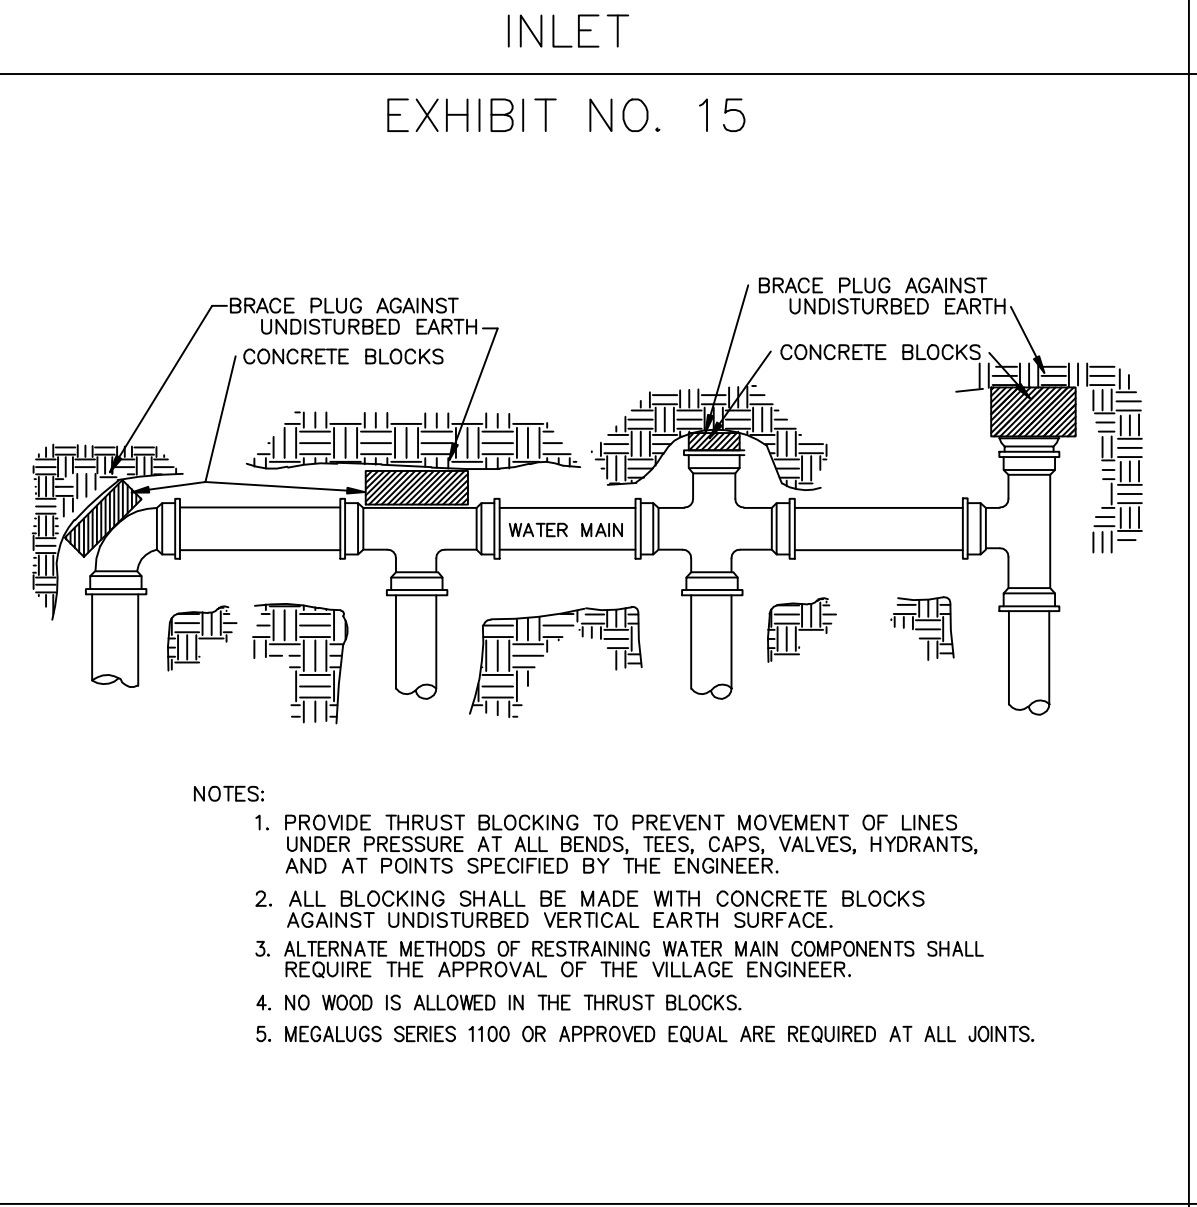 INLET
EXHIBIT NO. 15
BRACE PLUG AGAINST
UNDISTURBED EARTH
CONCRETE BLOCKS
BRACE PLUG AGAINST
UNDISTURBED EARTH
CONCRETE BLOCKS
WATER MAIN
NOTES:
1. PROVIDE THRUST BLOCKING TO PREVENT MOVEMENT OF LINES
UNDER PRESSURE AT ALL BENDS, TEES, CAPS, VALVES, HYDRANTS,
AND AT POINTS SPECIFIED BY THE ENGINEER.
2. ALL BLOCKING SHALL BE MADE WITH CONCRETE BLOCKS
AGAINST UNDISTURBED VERTICAL EARTH SURFACE.
3. ALTERNATE METHODS OF RESTRAINING WATER MAIN COMPONENTS SHALL
REQUIRE THE APPROVAL OF THE VILLAGE ENGINEER.
4. NO WOOD IS ALLOWED IN THE THRUST BLOCKS.
5. MEGALUGS SERIES 1100 OR APPROVED EQUAL ARE REQUIRED AT ALL JOINTS.